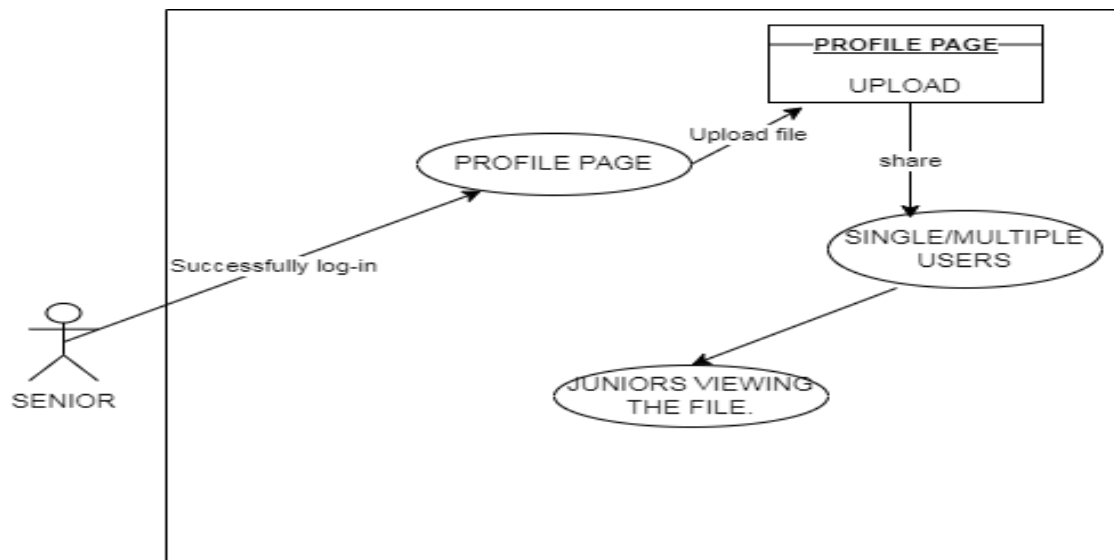 PROFILE PAGE
UPLOAD
Upload file
PROFILE PAGE
share
SINGLE/MULTIPLE
USERS
Successfully log-in
SENIOR
JUNIORS VIEWING
THE FILE.